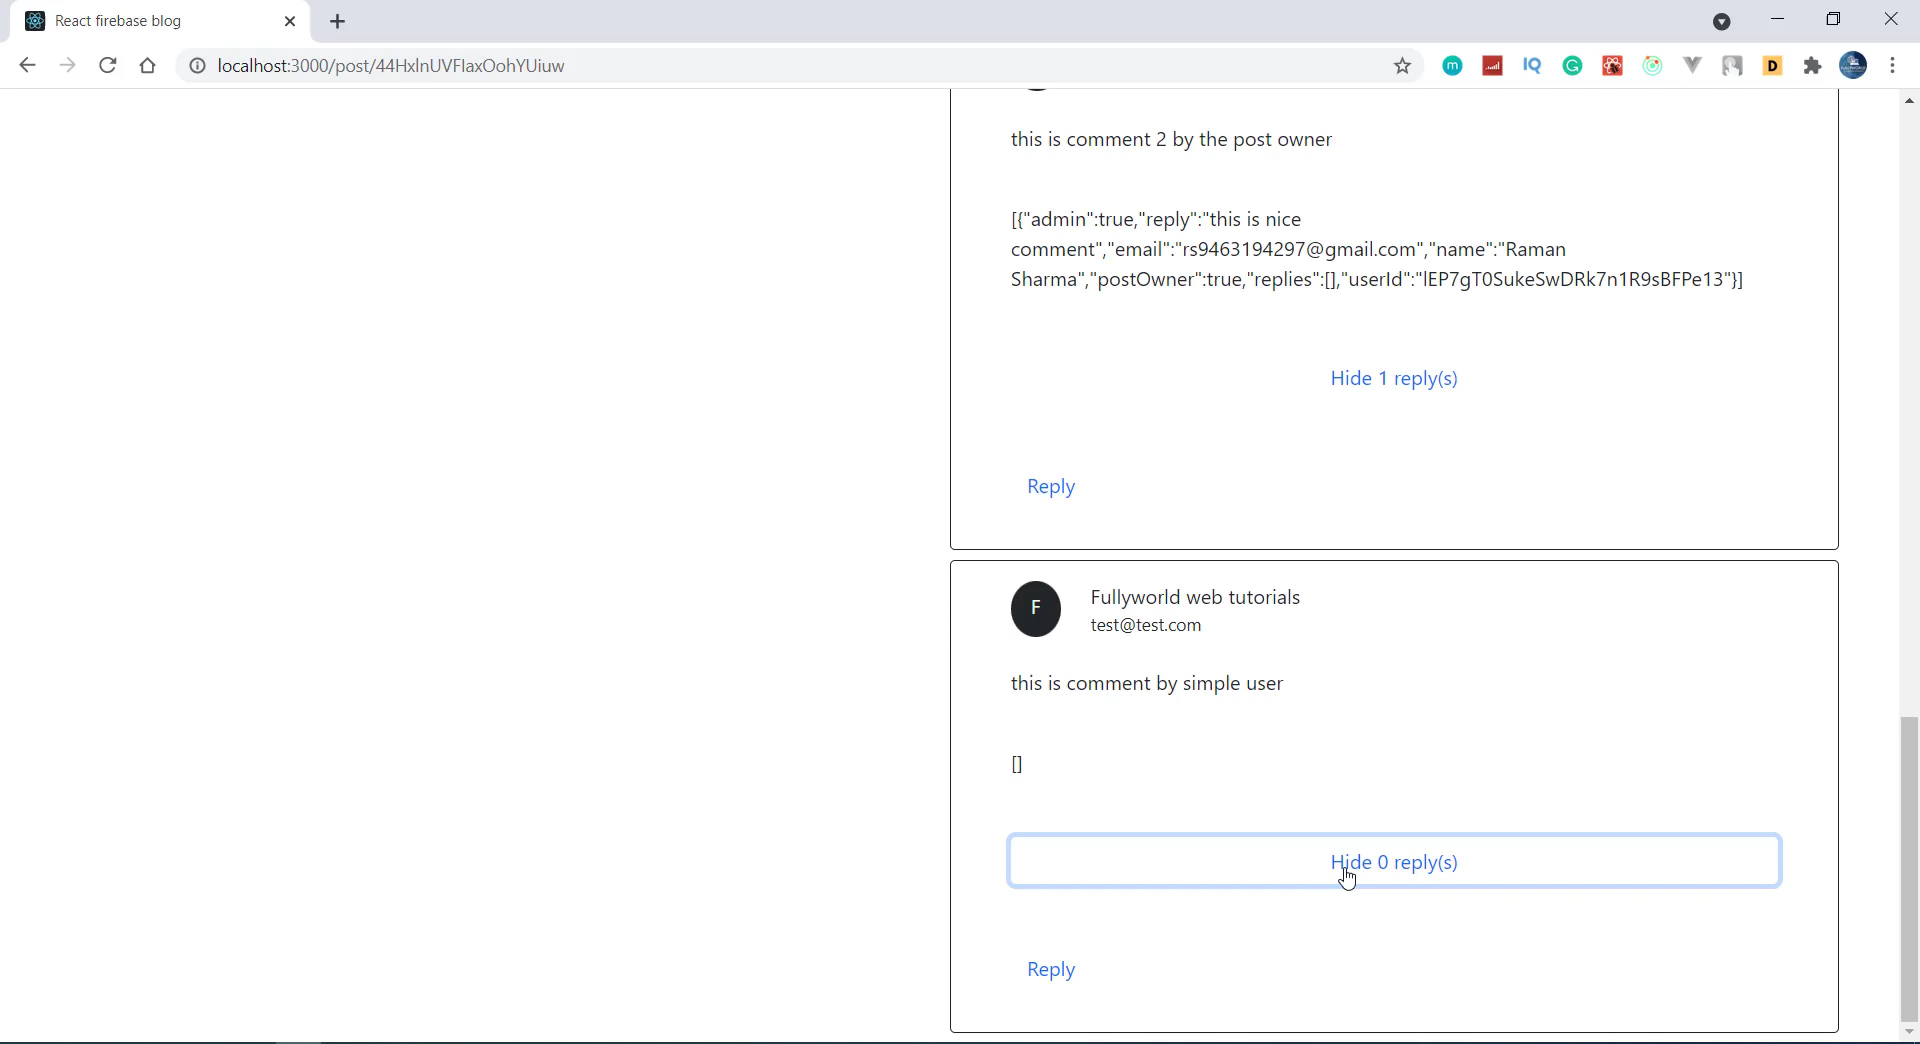 React firebase blog
localhost:3000/post/44HxlnUVFlaxOohYUiuw
m
IQ
G
D
this is comment 2 by the post owner
[{"admin":true,"reply":"this is nice
comment","email":"rs9463194297@gmail.com","name":"Raman
Sharma","postOwner":true,"replies":[],"userId":"lEP7gT0SukeSwDRk7n1R9sBFPe13"}]
Hide 1 reply(s)
Reply
F
Fullyworld web tutorials
test@test.com
this is comment by simple user
[]
Hide 0 reply(s)
Reply